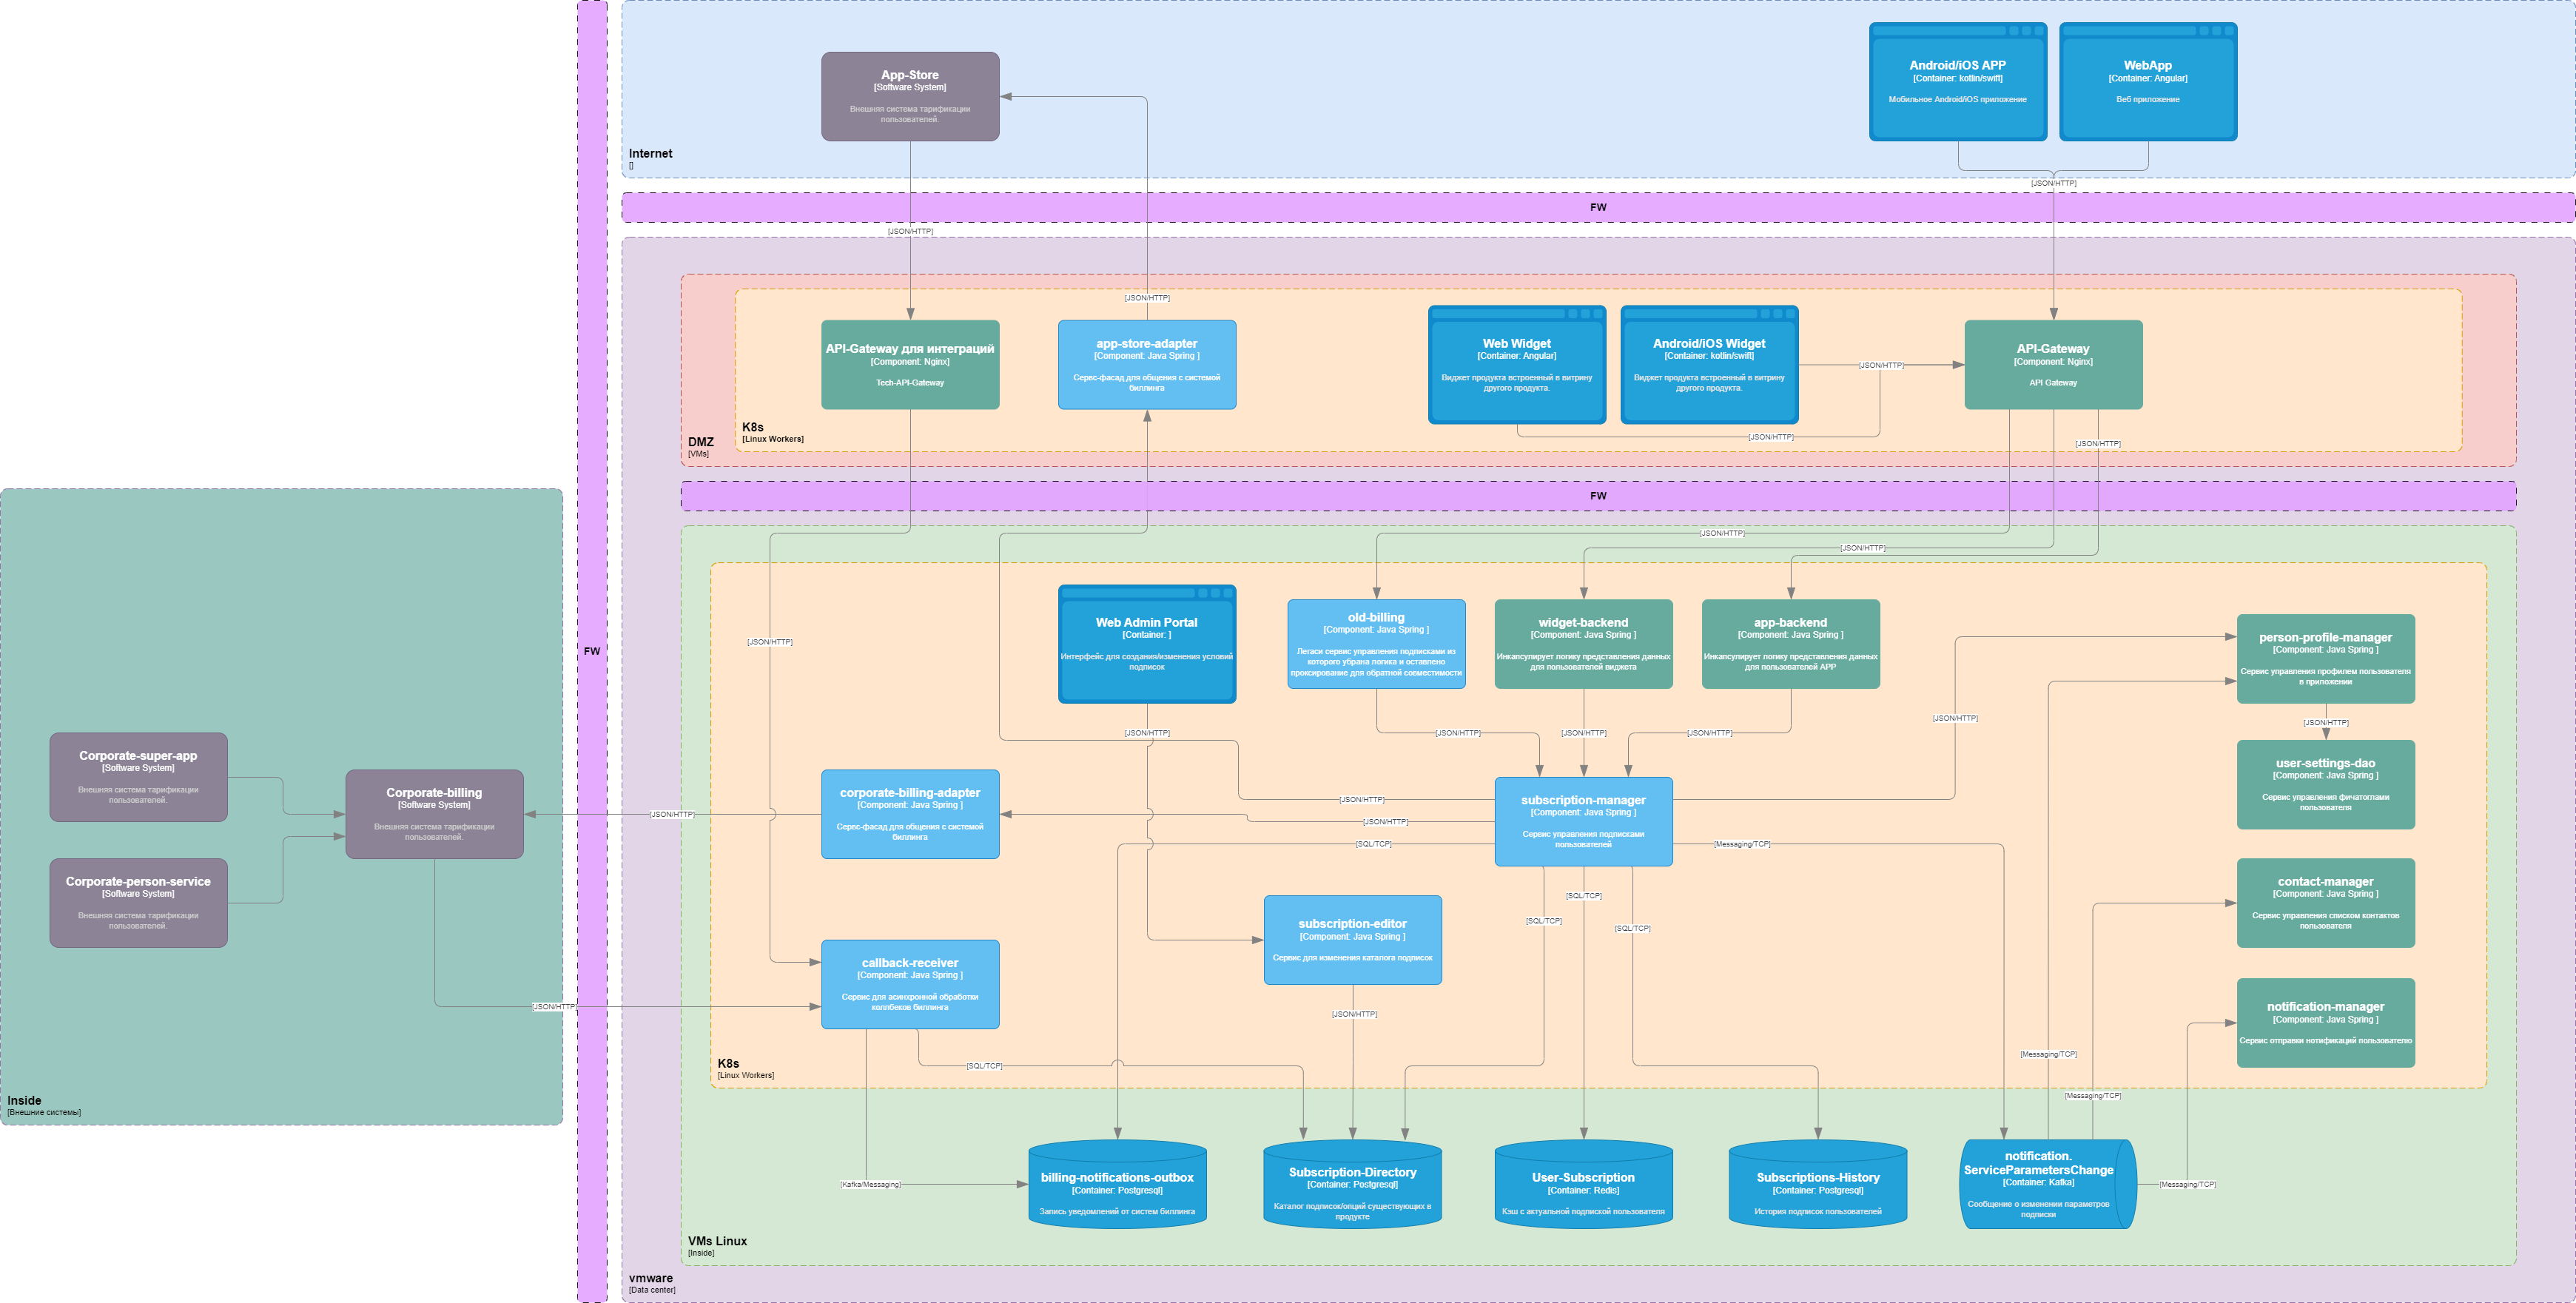 App-Store
[Software System]
Внешняя система тарификации
пользователей.
Android/iOS APP
[Container: kotlin/swift]
Мобильное Android/iOS приложение
WebApp
[Container: Angular]
Веб приложение
Internet
[]
[JSON/HTTP]
FW
[JSON/HTTP]
[JSON/HTTP]
API-Gateway для интеграций
[Component: Nginx]
Tech-API-Gateway
app-store-adapter
[Component: Java Spring ]
Сервс-фасад для общения с системой
биллинга
Web Widget
[Container: Angular]
Виджет продукта встроенный в витрину
другого продукта.
Android/iOS Widget
[Container: kotlin/swift]
Виджет продукта встроенный в витрину
другого продукта.
[JSON/HTTP]
API-Gateway
[Component: Nginx]
API Gateway
K8s
[Linux Workers]
[JSON/HTTP]
[JSON/HTTP]
DMZ
[VMs]
FW
[JSON/HTTP]
[JSON/HTTP]
FW
[JSON/HTTP]
Web Admin Portal
[Container: ]
Интерфейс для создания/изменения условий
подписок
old-billing
[Component: Java Spring ]
Легаси сервис управления подписками из
которого убрана логика и оставлено
проксирование для обратной совместимости
widget-backend
[Component: Java Spring ]
Инкапсулирует логику представления данных
для пользователей виджета
app-backend
[Component: Java Spring ]
Инкапсулирует логику представления данных
для пользователей APP
person-profile-manager
[Component: Java Spring ]
Сервис управления профилем пользователя
в приложении
[JSON/HTTP]
[JSON/HTTP]
[JSON/HTTP]
[JSON/HTTP]
[JSON/HTTP]
[JSON/HTTP]
Corporate-super-app
[Software System]
Внешняя система тарификации
пользователей.
Corporate-billing
[Software System]
Внешняя система тарификации
пользователей.
Corporate-person-service
[Software System]
Внешняя система тарификации
пользователей.
[JSON/HTTP]
corporate-billing-adapter
[Component: Java Spring ]
Серес-фасад для общения с системой
биллинга
[JSON/HTTP]
[JSON/HTTP]
[SQL/TCP]
subscription-manager
[Component: Java Spring ]
Сервис управления подписками
пользователей
[Messaging/TCP]
user-settings-dao
[Component: Java Spring ]
Сервис управления фичатоглами
пользователя
[SQL/TCP]
[SQL/TCP]
[SQL/TCP]
contact-manager
[Component: Java Spring ]
Сервис управления списком контактов
пользователя
subscription-editor
[Component: Java Spring ]
Сервис для изменения каталога подписок
callback-receiver
[Component: Java Spring ]
Сервис для асинхронной обработки
коллбеков биллинга
[JSON/HTTP]
[JSON/HTTP]
notification-manager
[Component: Java Spring ]
Сервис отправки нотификаций пользователю
[Messaging/TCP]
[SQL/TCP]
K8s
[Linux Workers]
[Messaging/TCP]
Inside
[Внешние системы]
[Kafka/Messaging]
billing-notifications-outbox
[Container: Postgresql]
Запись уведомлений от систем биллинга
Subscription-Directory
[Container: Postgresql]
Каталог подписок/опций существующих в
продукте
User-Subscription
[Container: Redis]
Кэш с актуальной подпиской пользователя
Subscriptions-History
[Container: Postgresql]
История подписок пользователей
notification.
ServiceParametersChange
[Container: Kafka]
Сообщение о изменении параметров
подписки
[Messaging/TCP]
VMs Linux
[Inside]
vmware
[Data center]